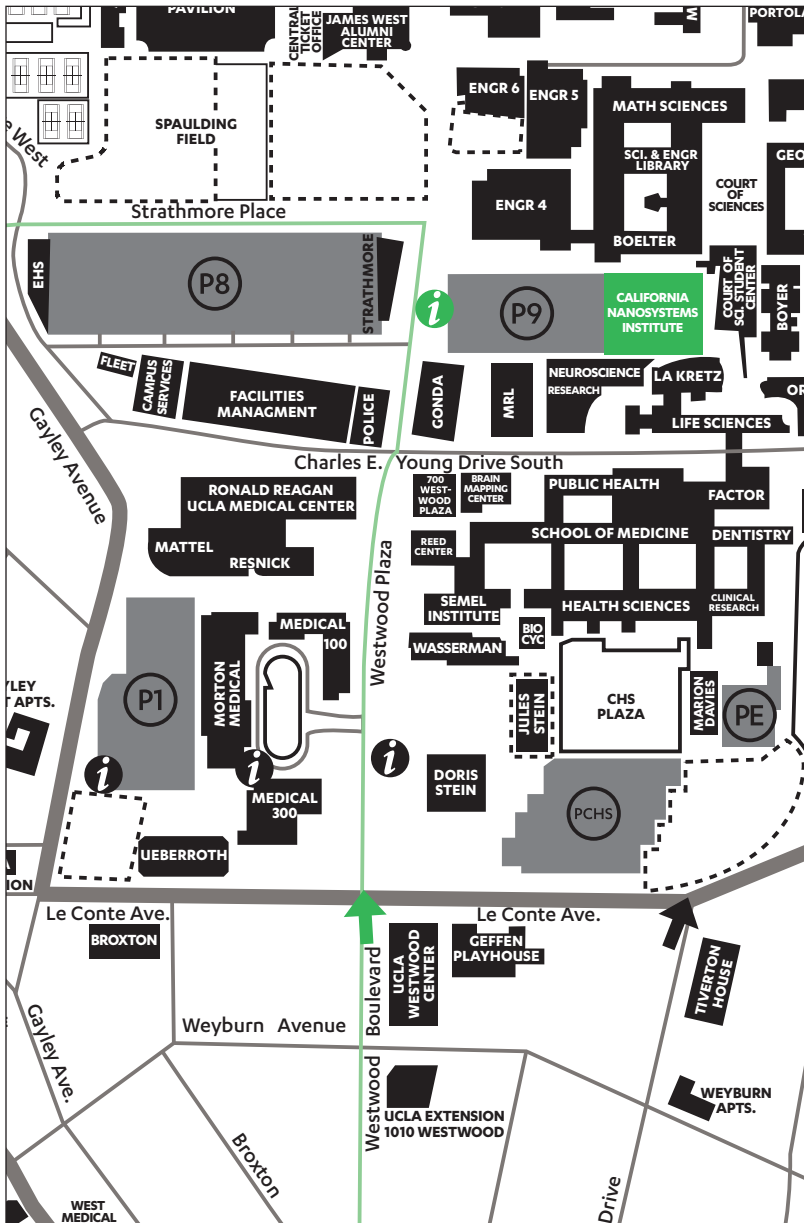 PAVILION
CENTRAL
TICKET
OFFICE
JAMES WEST
ALUMNI
CENTER
M
PORTOLA
e West
SPAULDING
FIELD
ENGR 6
ENGR 5
MATH SCIENCES
SCI. & ENGR
LIBRARY
GEO
COURT
OF
SCIENCES
ENGR 4
BOELTER
Strathmore Place
EHS
P8
STRATHMORE
i
P9
CALIFORNIA
NANOSYSTEMS
INSTITUTE
COURT OF
SCI. STUDENT
CENTER
BOYER
FLEET
CAMPUS
SERVICES
FACILITIES
MANAGMENT
POLICE
GONDA
MRL
NEUROSCIENCE
RESEARCH
LA KRETZ
OR
LIFE SCIENCES
Gayley Avenue
Charles E. Young Drive South
RONALD REAGAN
UCLA MEDICAL CENTER
MATTEL
RESNICK
700
WEST-
WOOD
PLAZA
BRAIN
MAPPING
CENTER
PUBLIC HEALTH
FACTOR
REED
CENTER
SCHOOL OF MEDICINE
DENTISTRY
Westwood Plaza
SEMEL
INSTITUTE
HEALTH SCIENCES
CLINICAL
RESEARCH
MEDICAL
100
WASSERMAN
BIO
CYC
YLEY
T APTS.
P1
MORTON
MEDICAL
JULES
STEIN
CHS
PLAZA
MARION
DAVIES
PE
i
i
i
DORIS
STEIN
MEDICAL
300
PCHS
UEBERROTH
A
ION
Le Conte Ave.
Le Conte Ave.
BROXTON
UCLA
WESTWOOD
CENTER
GEFFEN
PLAYHOUSE
TIVERTON
HOUSE
Gayley Ave.
Weyburn Avenue
Westwood Boulevard
UCLA EXTENSION
1010 WESTWOOD
WEYBURN
APTS.
Broxton
Drive
WEST
MEDICAL